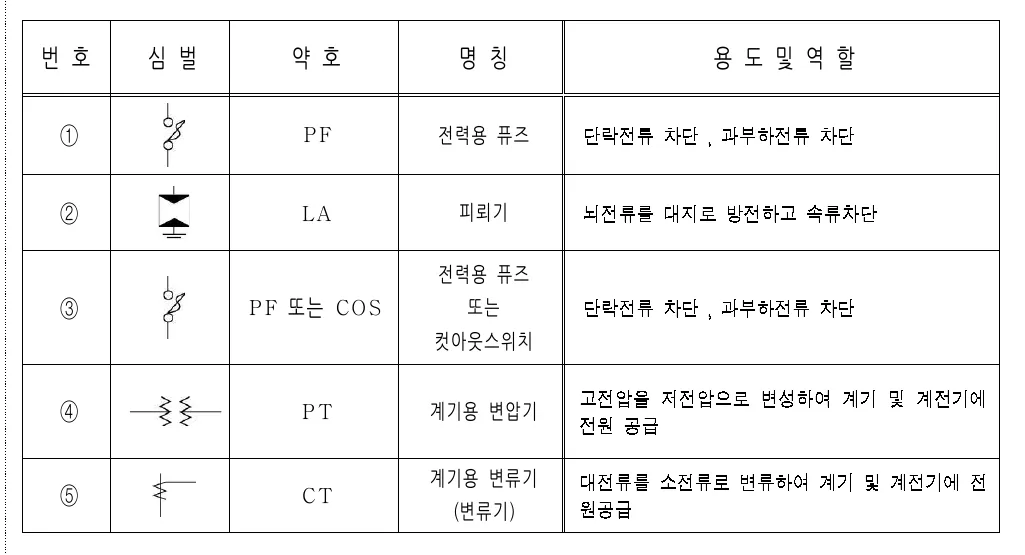 번 호 심 벌 약 호 명 칭 용 도 및 역 할
① PF 전력용 퓨즈 단락전류 차단 , 과부하전류 차단
② LA 피뢰기 뇌전류를 대지로 방전하고 속류차단
③ PF 또는 COS 전력용 퓨즈 단락전류 차단 , 과부하전류 차단
또는
컷아웃스위치
④ PT 계기용 변압기 고전압을 저전압으로 변성하여 계기 및 계전기에
전원 공급
⑤ CT 계기용 변류기 대전류를 소전류로 변류하여 계기 및 계전기에 전
(변류기) 원공급